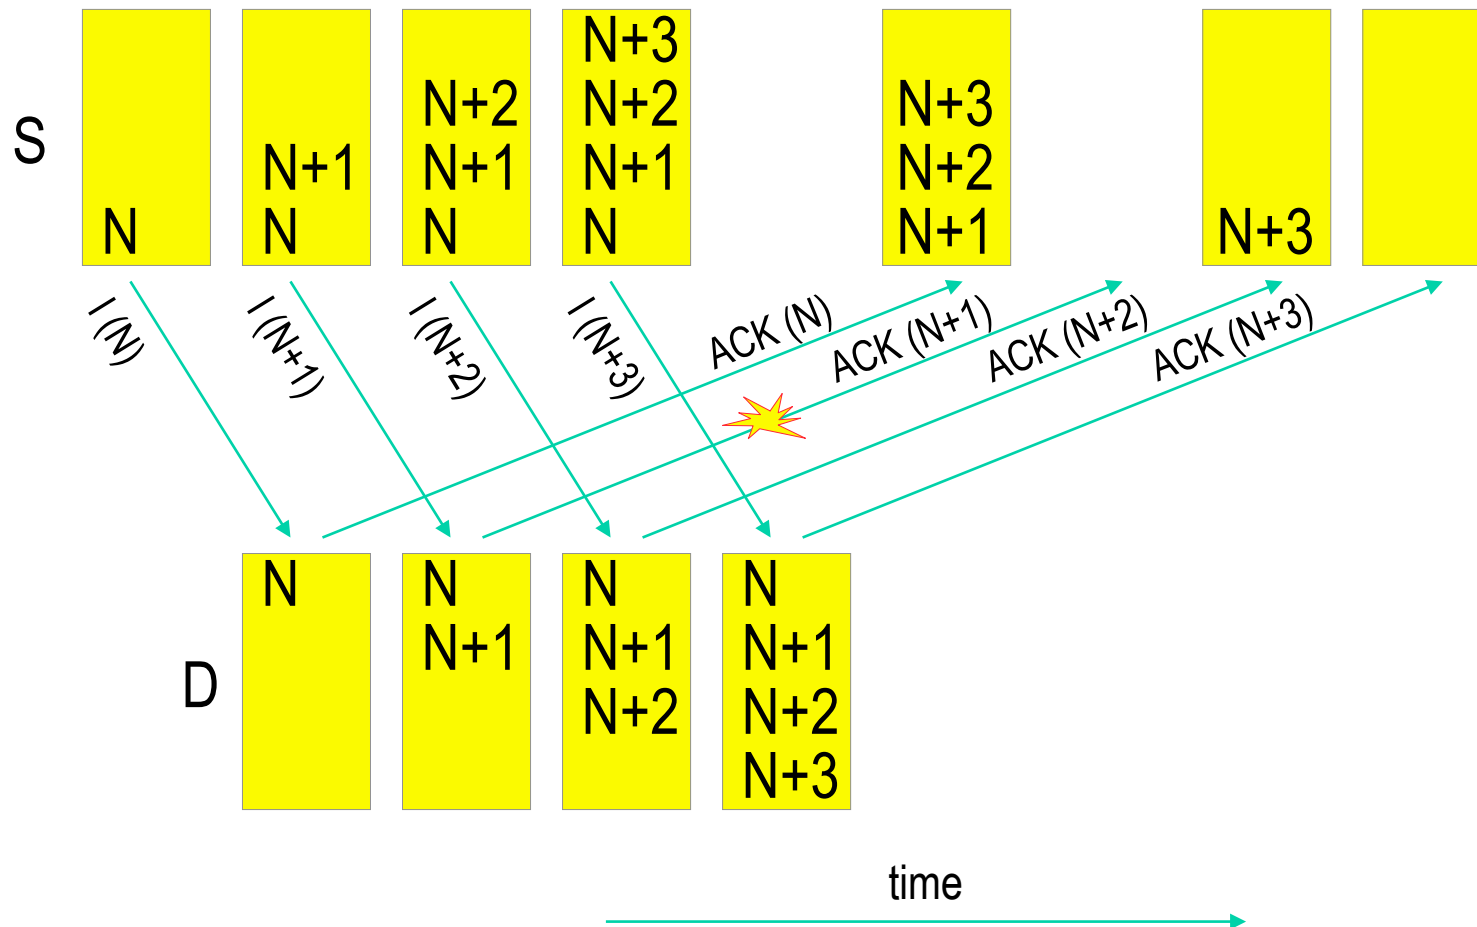 S
N
N+1
N
N+2
N+1
N
N+3
N+2
N+1
N
N+3
N+2
N+1
N+3
I (N)
I (N+1)
I (N+2)
I (N+3)
ACK (N)
ACK (N+1)
ACK (N+2)
ACK (N+3)
D
N
N
N+1
N
N+1
N+2
N
N+1
N+2
N+3
time